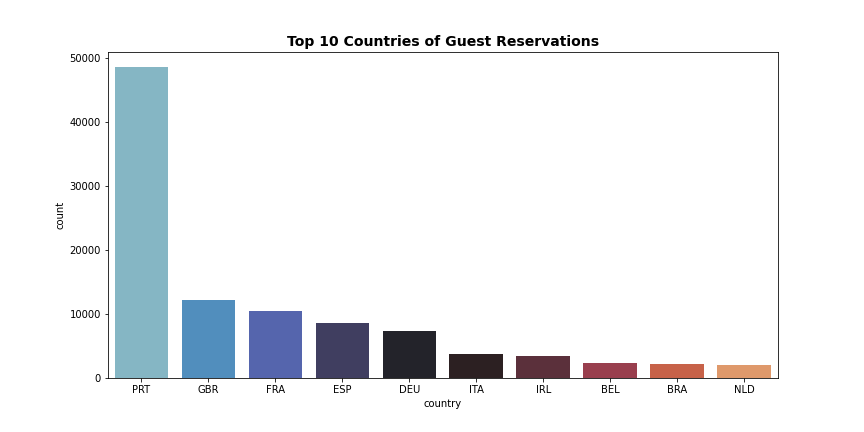 Top 10 Countries of Guest Reservations
50000
40000
30000
20000
10000
0
count
PRT GBR FRA ESP DEU ITA IRL BEL BRA NLD
country